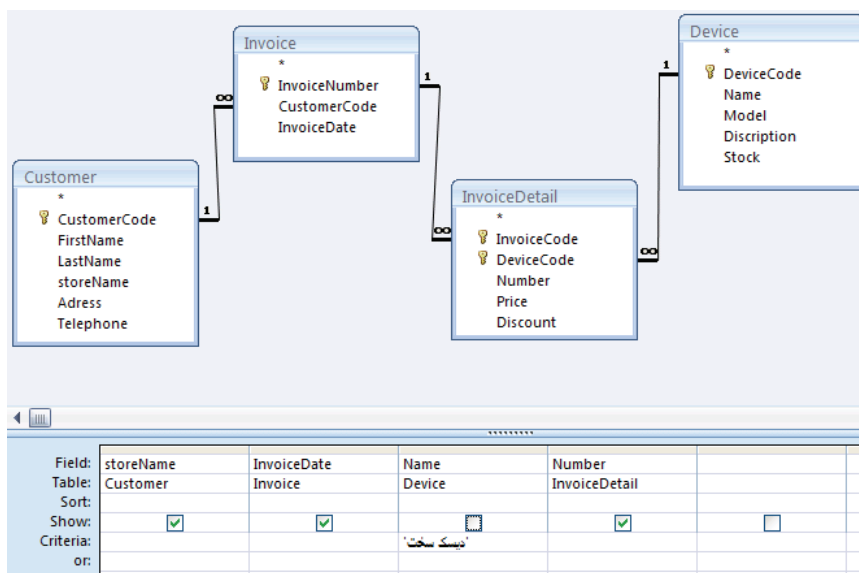 Invoice
*
InvoiceNumber
CustomerCode
InvoiceDate
1
∞
Device
*
DeviceCode
Name
Model
Discription
Stock
1
Customer
*
CustomerCode
FirstName
LastName
storeName
Adress
Telephone
1
InvoiceDetail
*
InvoiceCode
DeviceCode
Number
Price
Discount
∞
∞
Field: storeName InvoiceDate Name Number
Table: Customer Invoice Device InvoiceDetail
Sort:
Show:
Criteria: 'دیسک سخت'
or: